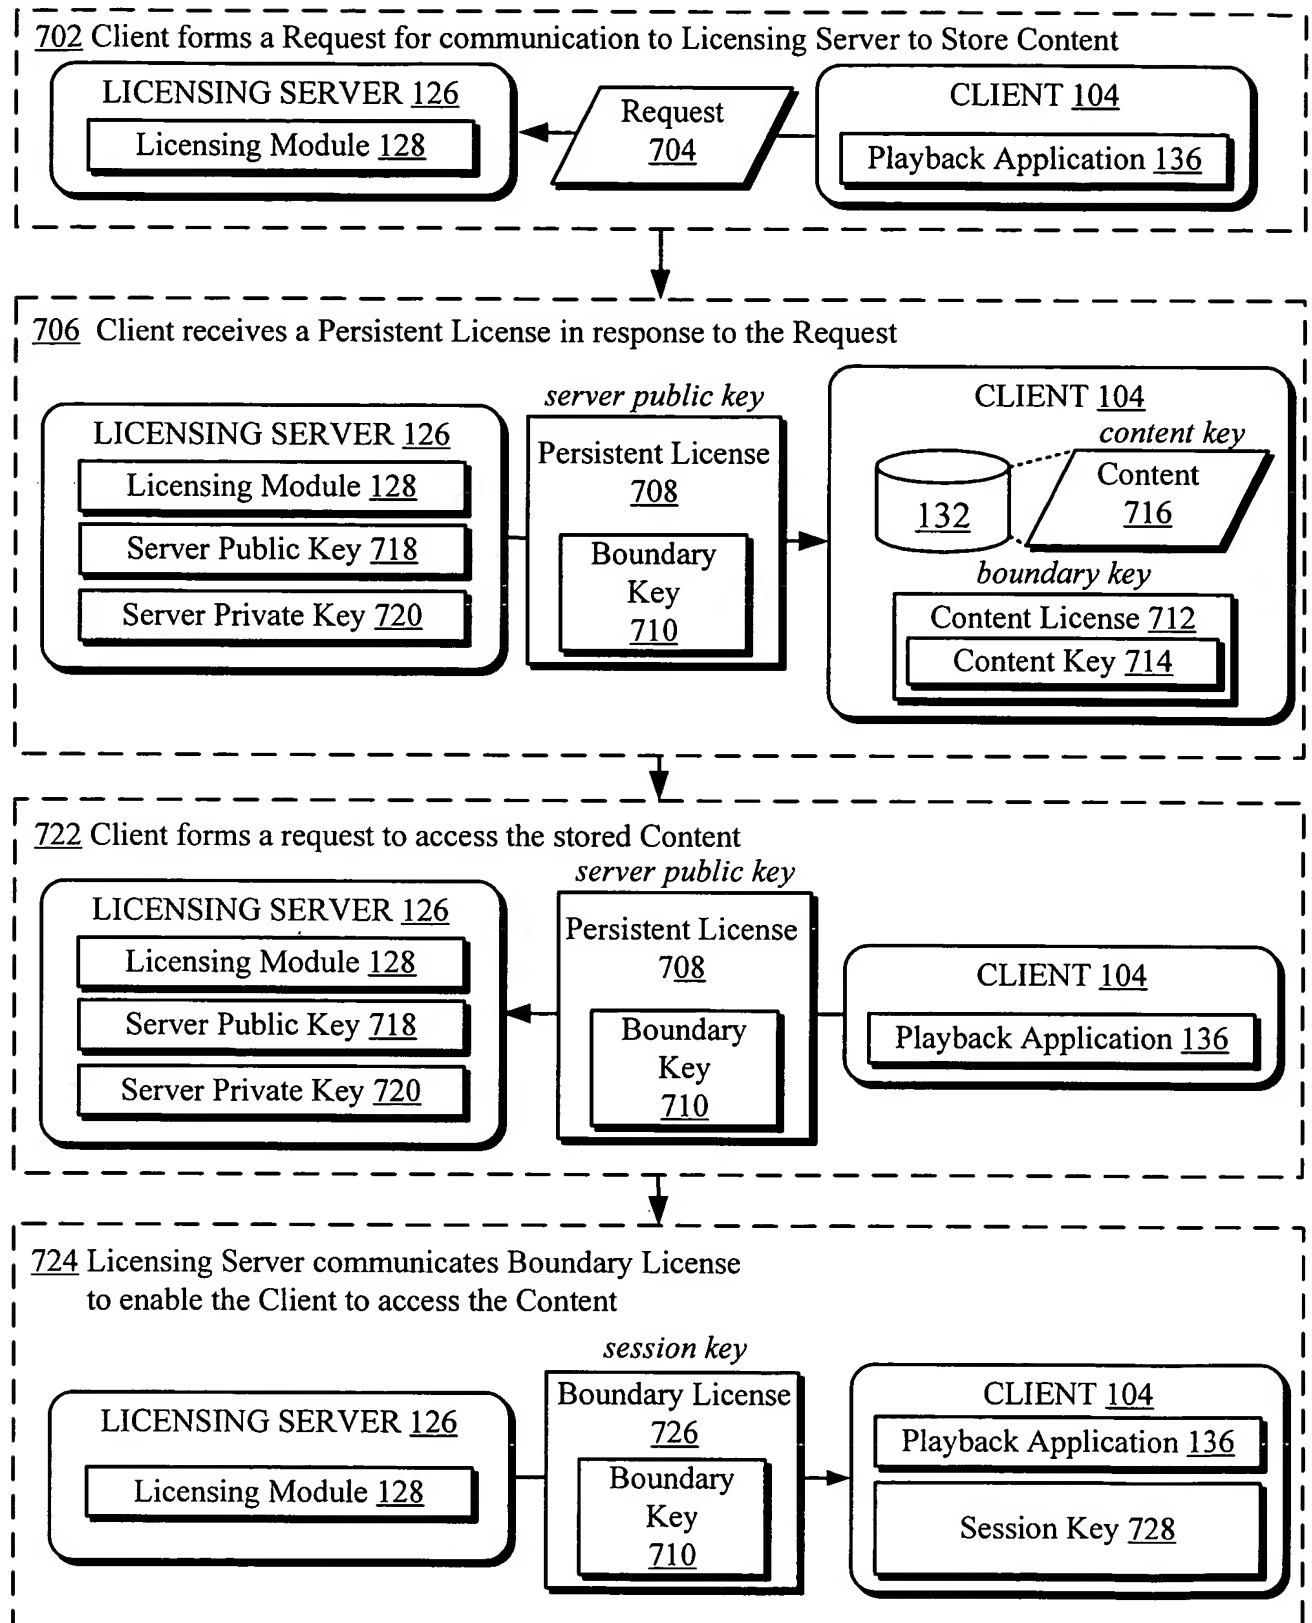 702 Client forms a Request for communication to Licensing Server to Store Content
LICENSING SERVER 126
Licensing Module 128
Request
704
CLIENT 104
Playback Application 136
706 Client receives a Persistent License in response to the Request
LICENSING SERVER 126
Licensing Module 128
Server Public Key 718
Server Private Key 720
server public key
Persistent License
708
Boundary
Key
710
CLIENT 104
132
content key
Content
716
boundary key
Content License 712
Content Key 714
722 Client forms a request to access the stored Content
LICENSING SERVER 126
Licensing Module 128
Server Public Key 718
Server Private Key 720
server public key
Persistent License
708
Boundary
Key
710
CLIENT 104
Playback Application 136
724 Licensing Server communicates Boundary License
to enable the Client to access the Content
LICENSING SERVER 126
Licensing Module 128
session key
Boundary License
726
Boundary
Key
710
CLIENT 104
Playback Application 136
Session Key 728